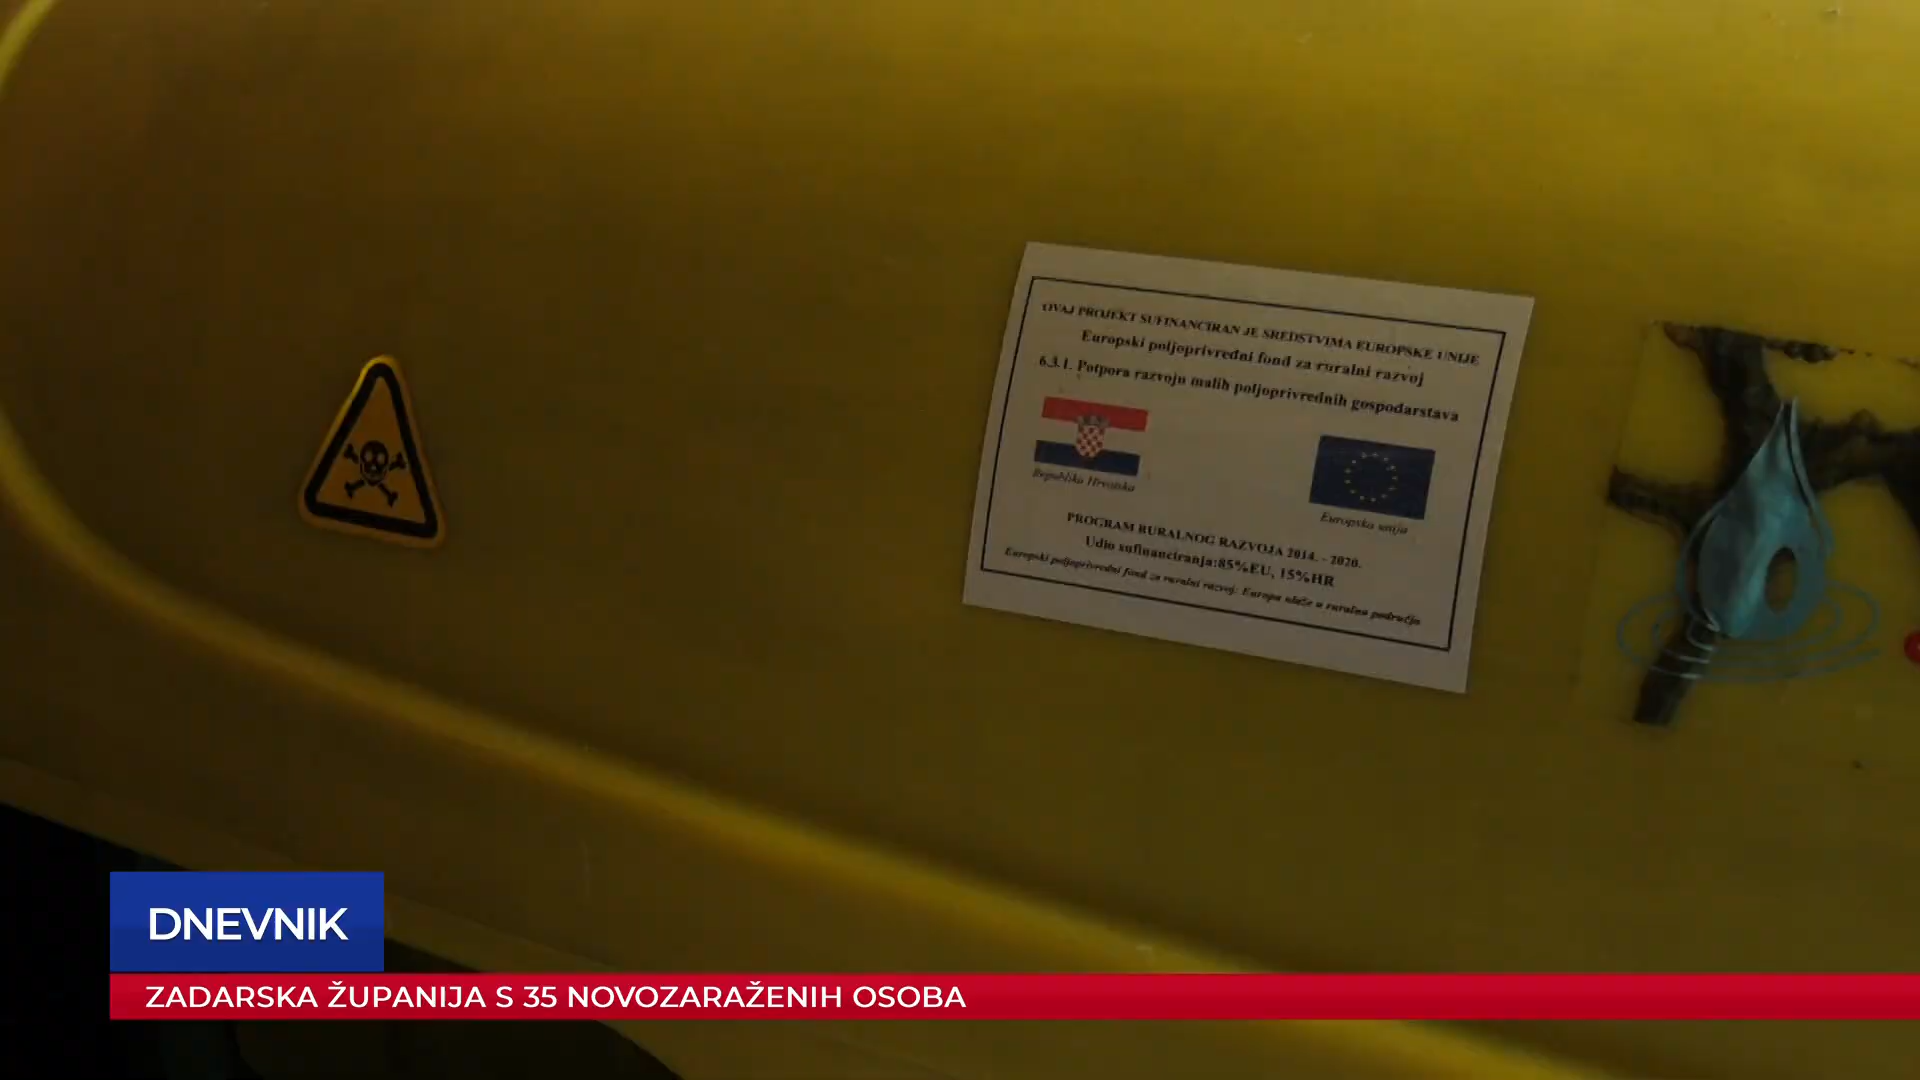 OVAJ PROJEKT SUFINANCIRAN JE SREDSTVIMA EUROPSKE UNIJE
Europski poljoprivredni fond za ruralni razvoj
6.3.1. Potpora razvoju malih poljoprivrednih gospodarstava
Republika Hrvatska
Europska unija
PROGRAM RURALNOG RAZVOJA 2014. - 2020.
Udio sufinanciranja:85%EU, 15%HR
Europski poljoprivredni fond za ruralni razvoj: Europa ulaže u ruralna područja
DNEVNIK
ZADARSKA ŽUPANIJA S 35 NOVOZARAŽENIH OSOBA